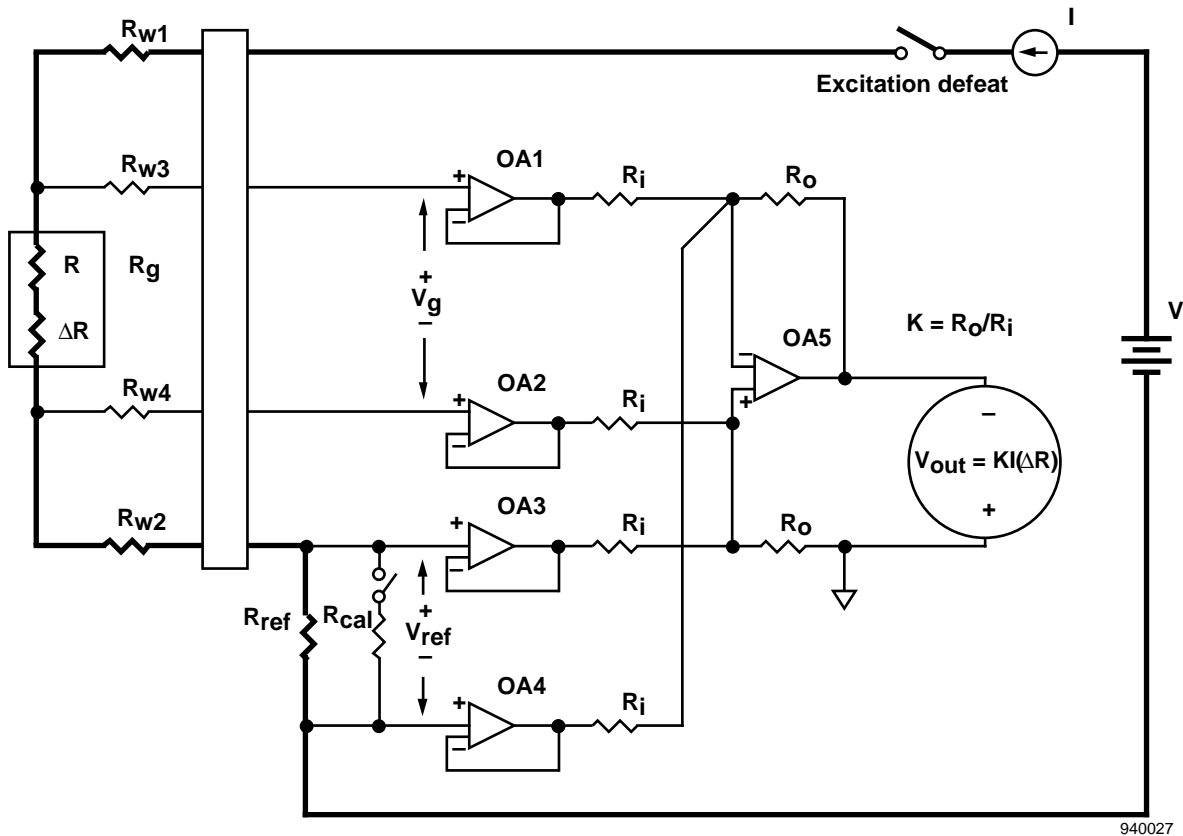 I
Rw1
Excitation defeat
OA1
Rw3
Ri
Ro
+
−
R
Rg
+
Vg
−
V
ΔR
K = Ro/Ri
OA5
−
+
OA2
Rw4
Ri
+
−
−
Vout = KI(ΔR)
+
OA3
Rw2
Ri
Ro
+
−
Rref
Rcal
+
Vref
−
OA4
Ri
+
−
940027